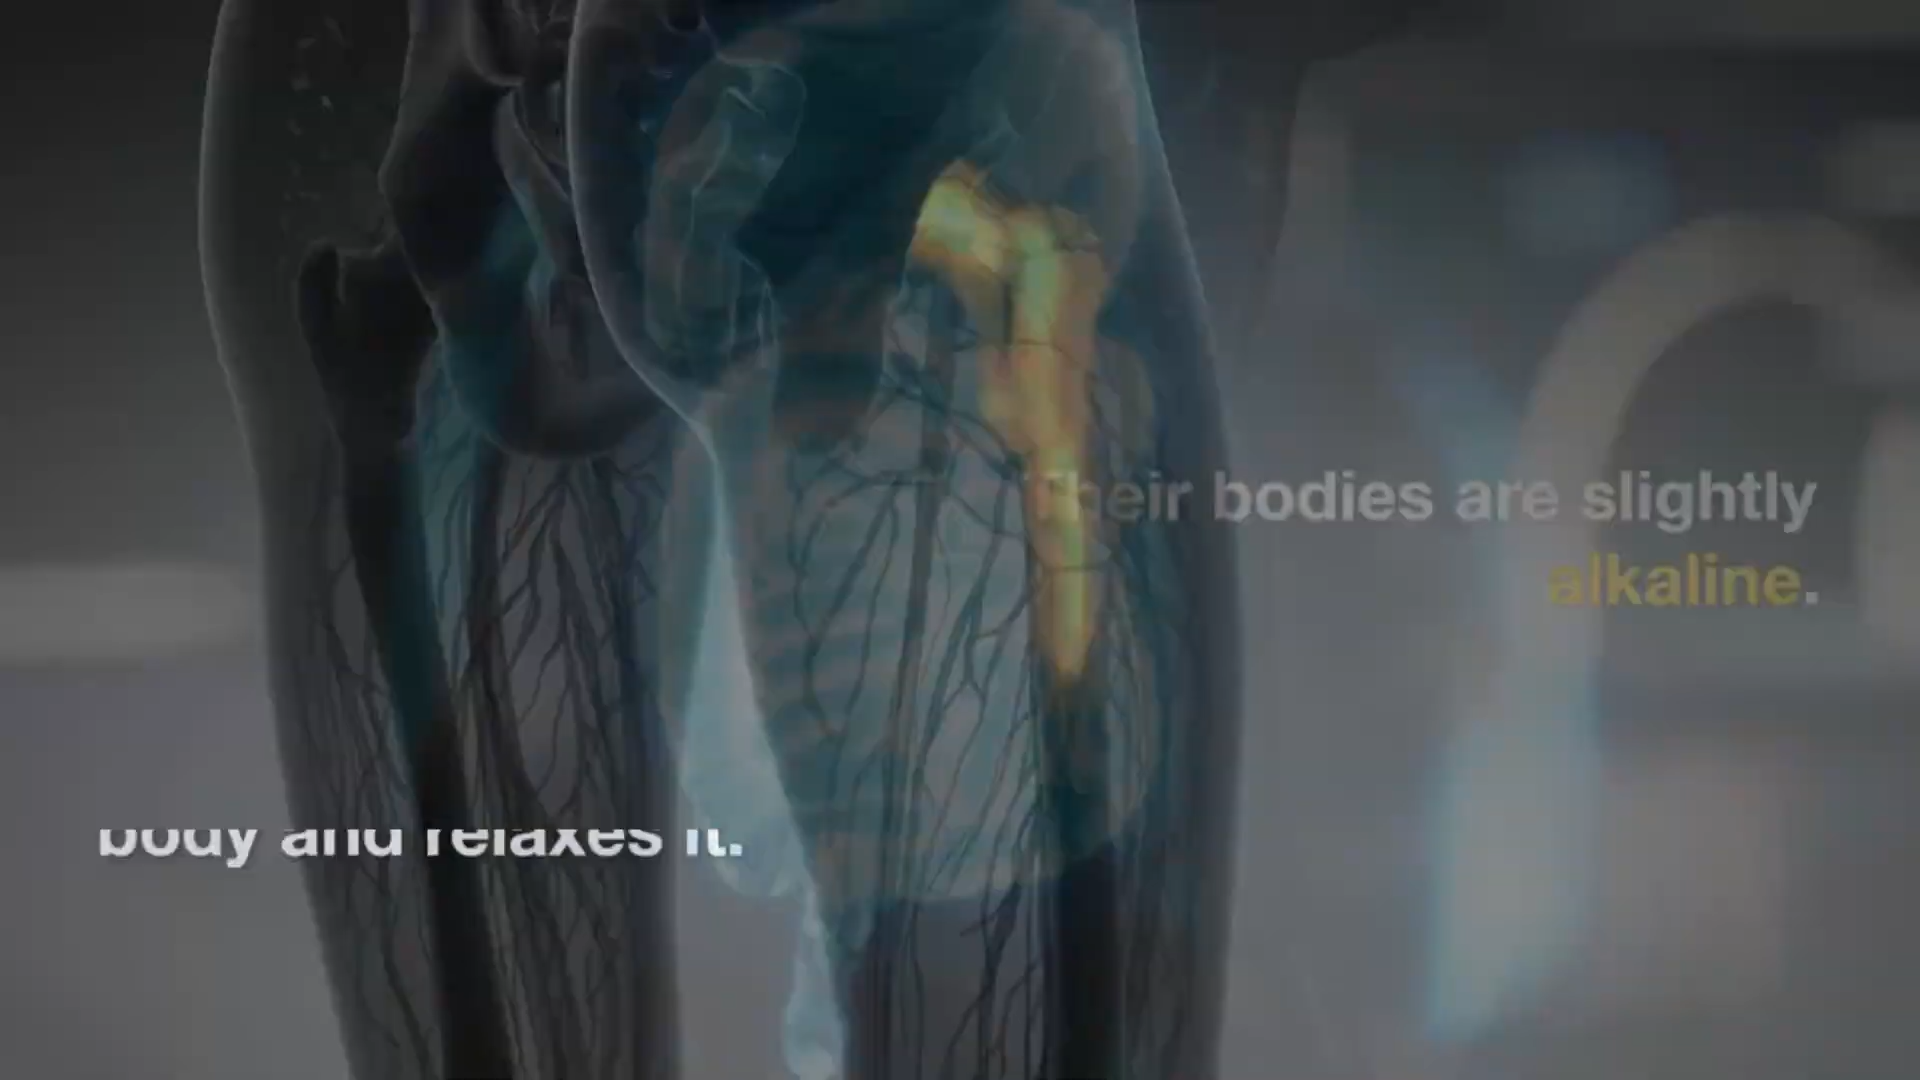 Their bodies are slightly
alkaline.
body and relaxes it.